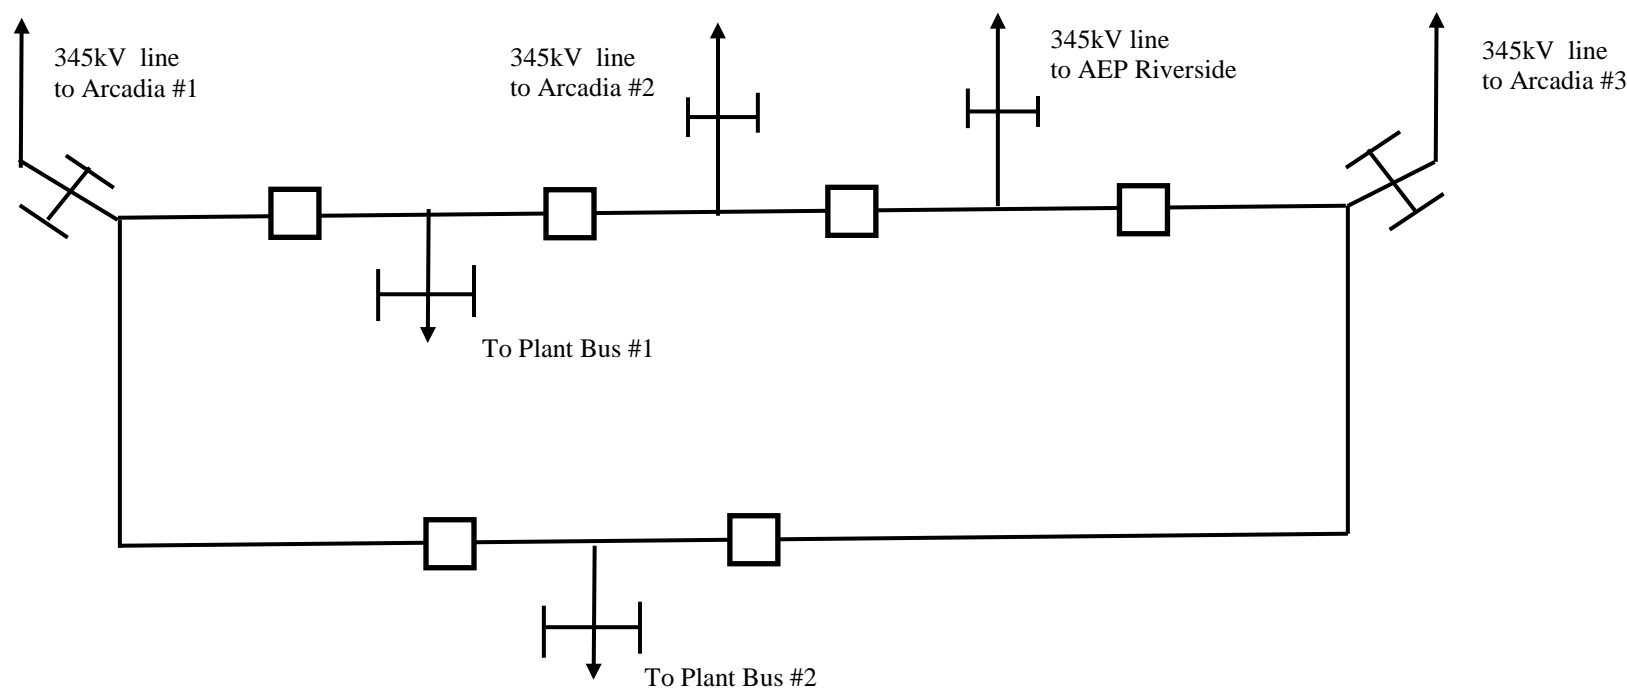 345kV  line
to Arcadia #1
345kV  line
to Arcadia #2
345kV line
to AEP Riverside
345kV  line
to Arcadia #3
To Plant Bus #1
To Plant Bus #2